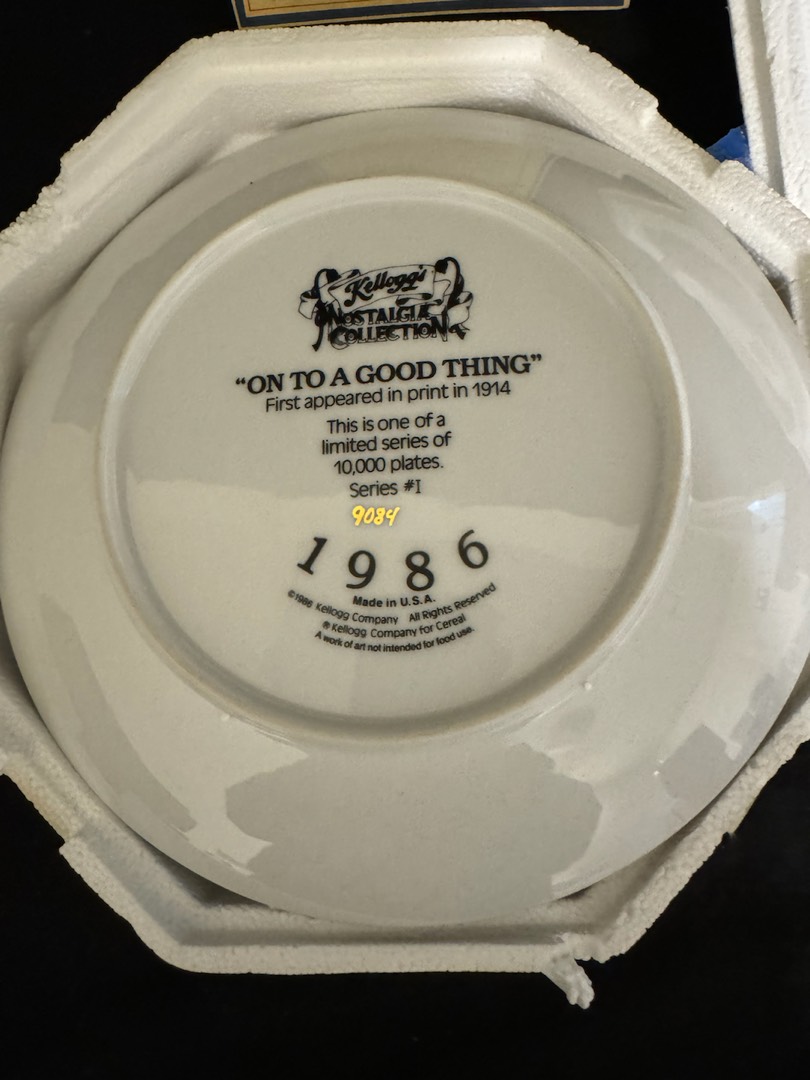 Kellogg's
NOSTALGIA
COLLECTION
“ON TO A GOOD THING”
First appeared in print in 1914
This is one of a
limited series of
10,000 plates.
Series #I
9084
1986
Made in U.S.A.
©1986 Kellogg Company All Rights Reserved
® Kellogg Company for Cereal
A work of art not intended for food use.